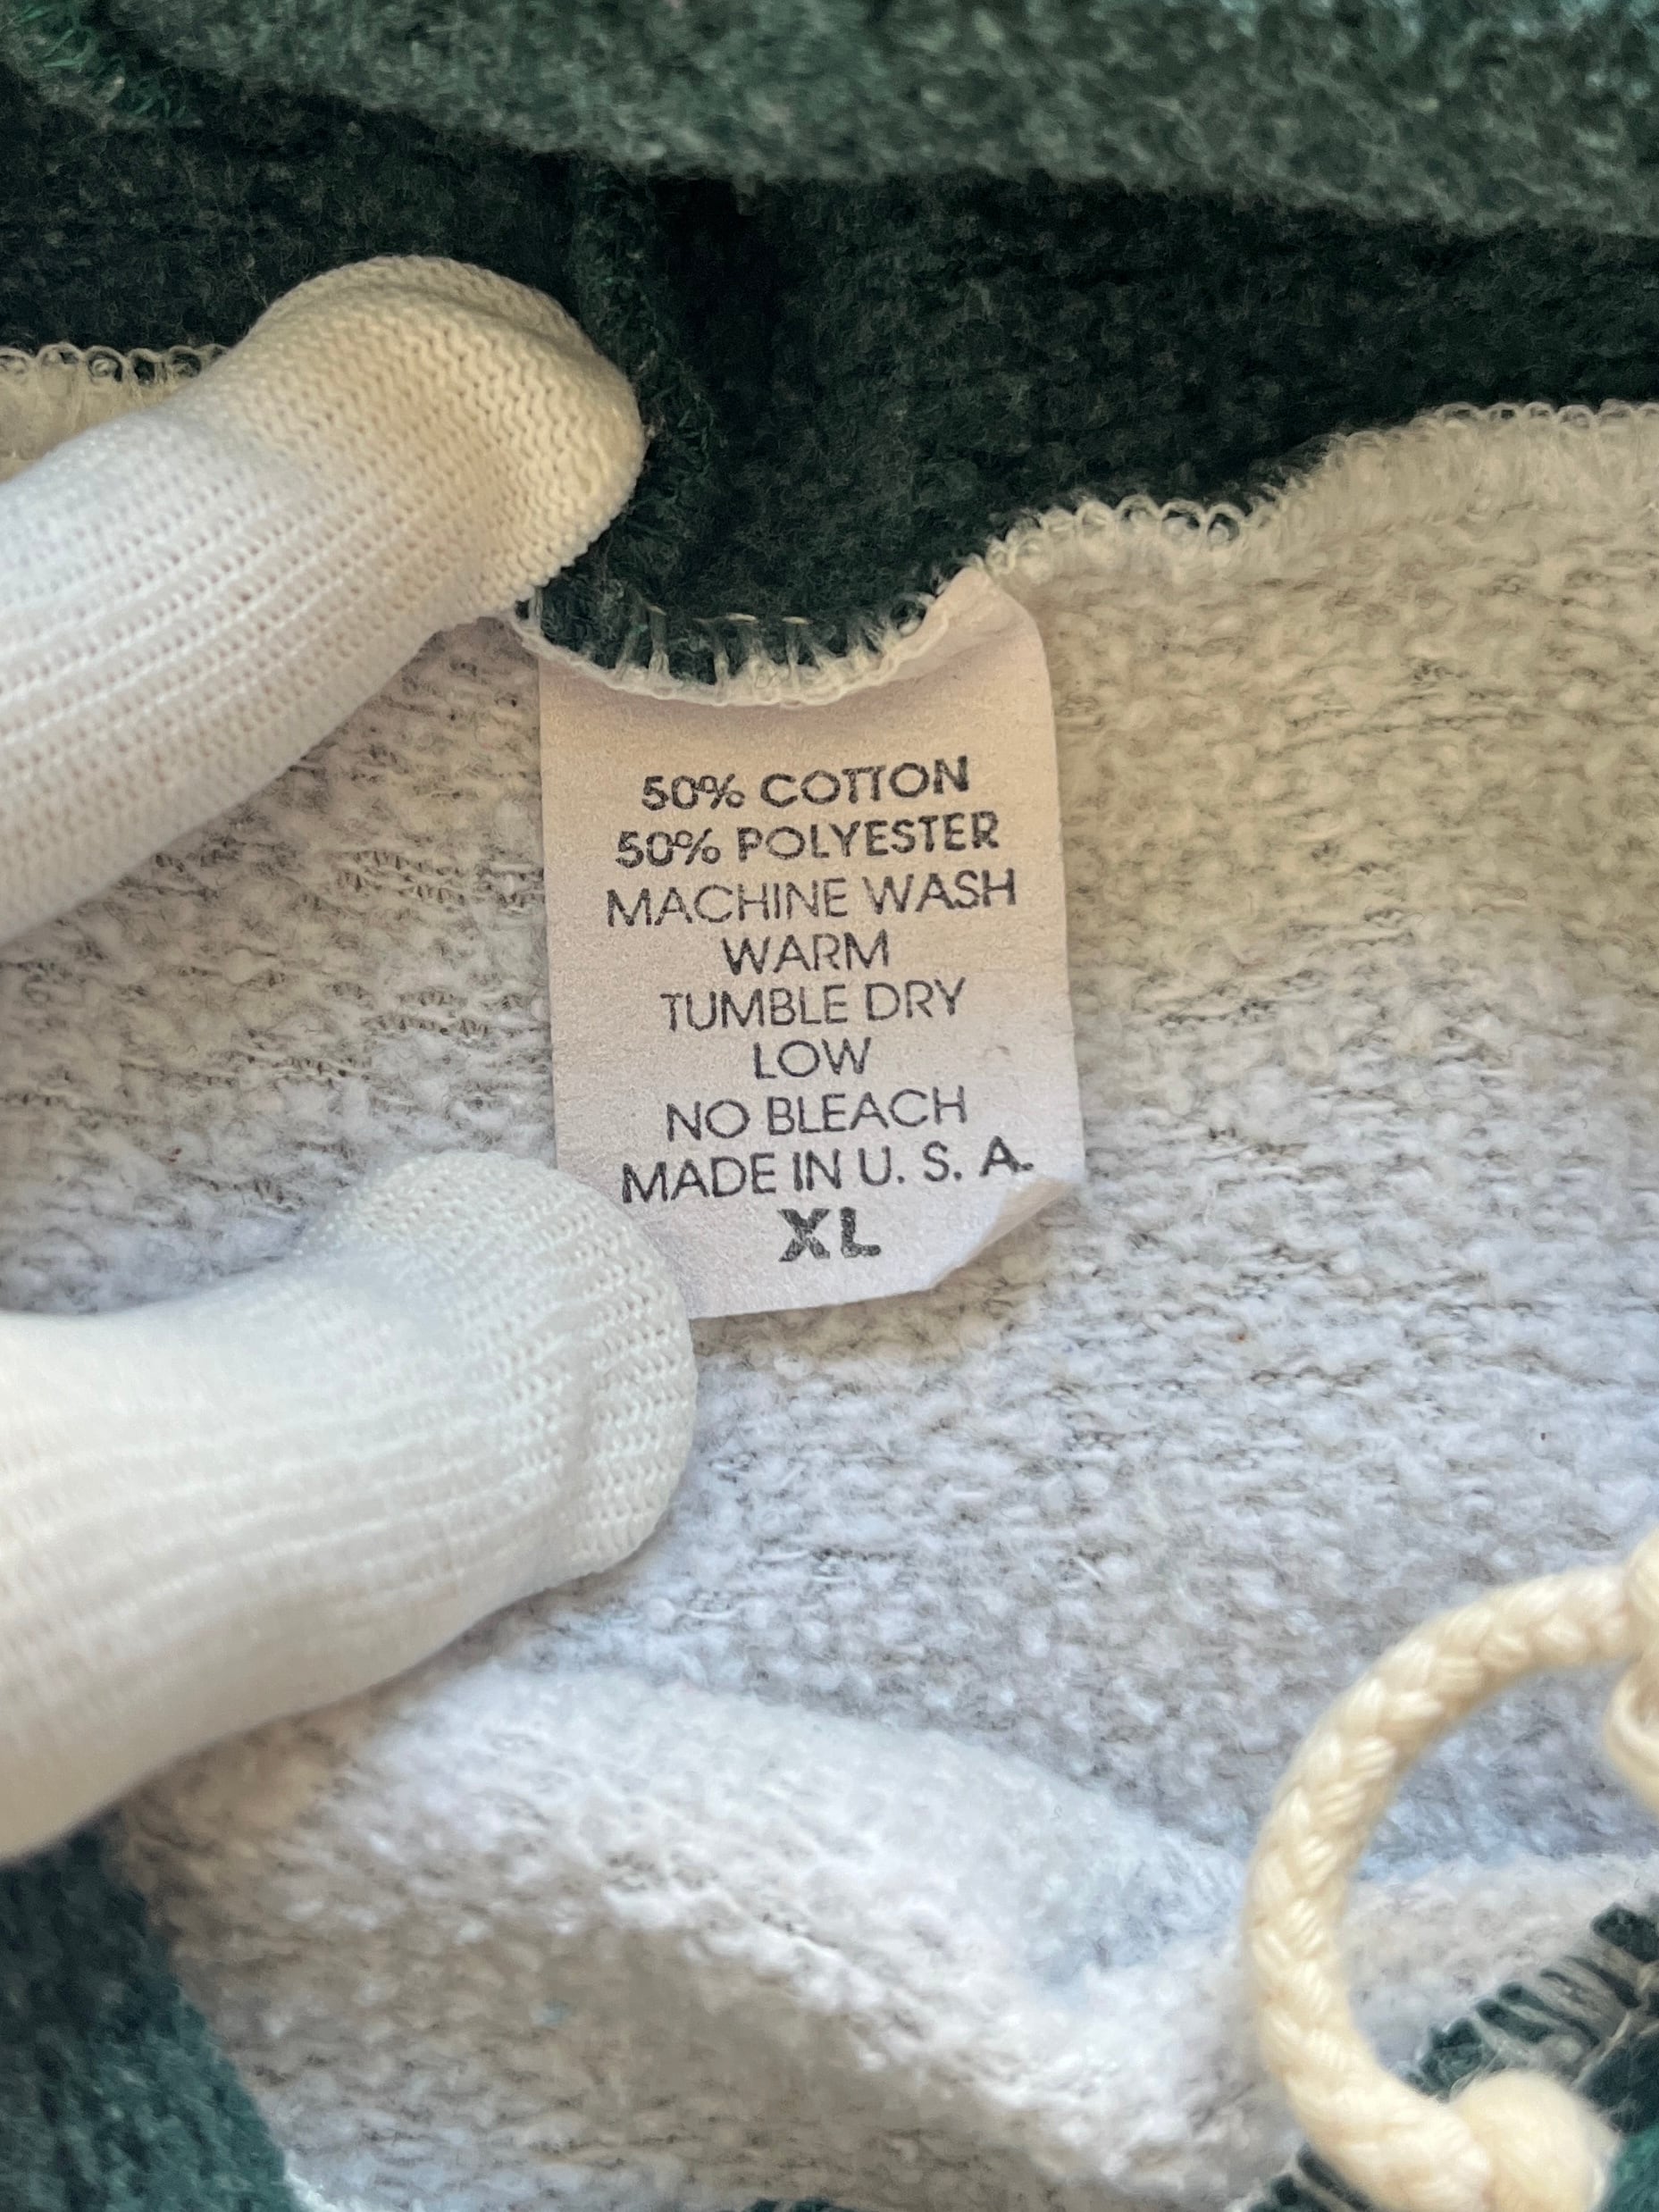 50% COTTON
50% POLYESTER
MACHINE WASH
WARM
TUMBLE DRY
LOW
NO BLEACH
MADE IN U. S. A.
XL